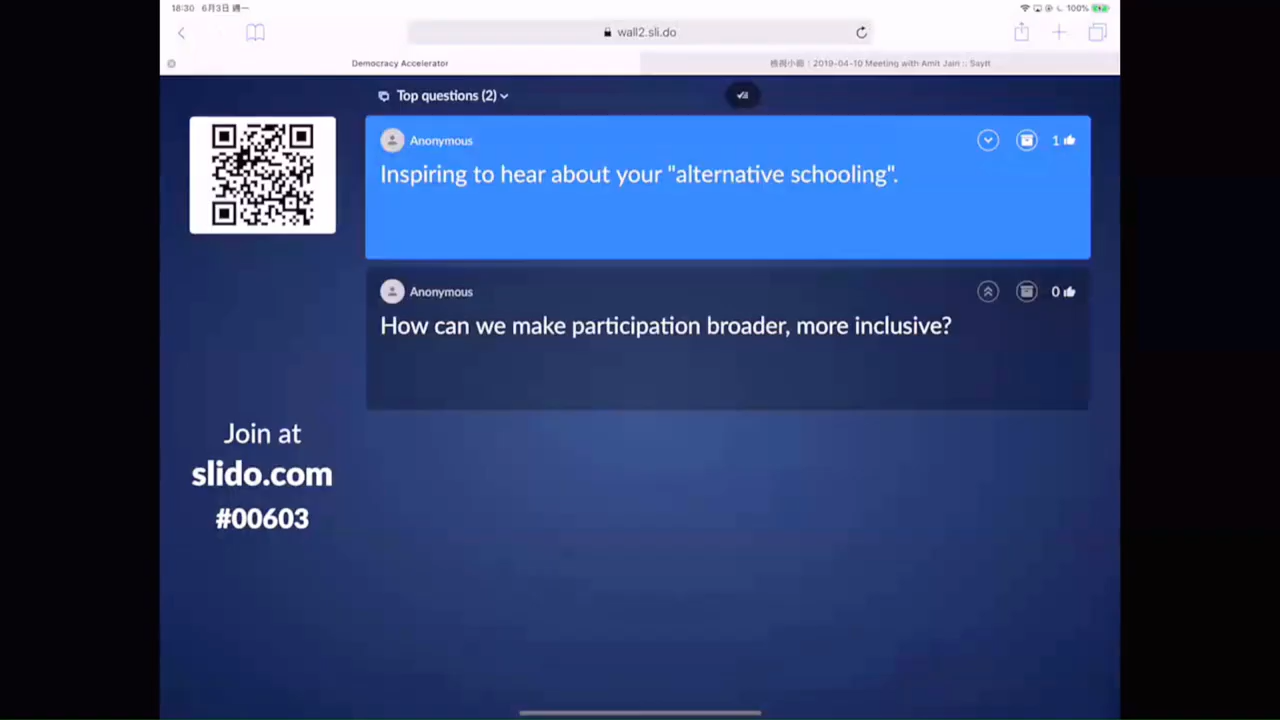 18:30 6月3日 週一
100%
wall2.sli.do
Democracy Accelerator
2019-04-10 Meeting with Amit Jain :: SayIt
Top questions (2)
Anonymous
1
Inspiring to hear about your "alternative schooling".
Anonymous
0
How can we make participation broader, more inclusive?
Join at
slido.com
#00603